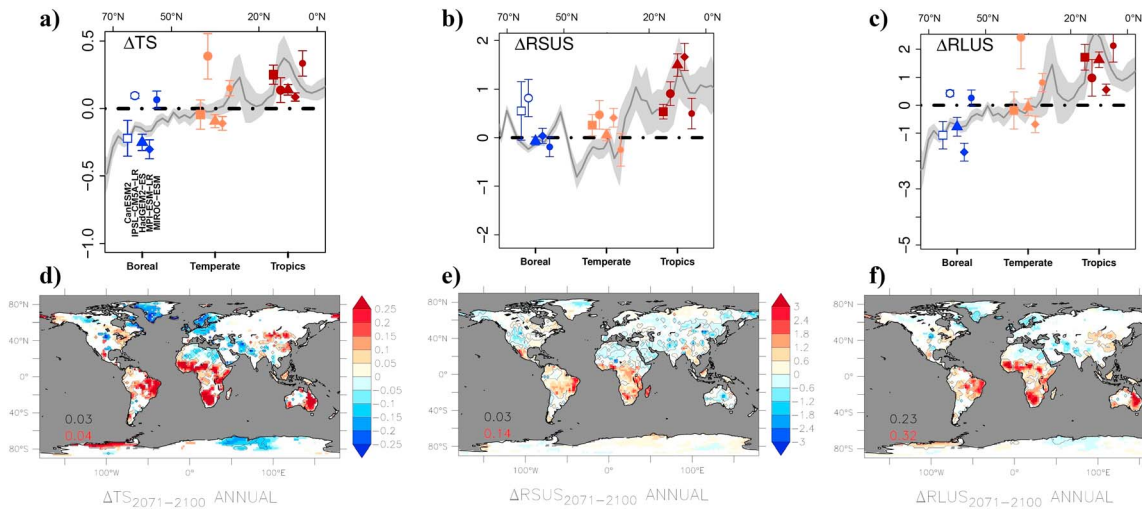 a)
70°N 50°N 20°N 0°N
ΔTS
0.5
0.0
−0.5
−1.0
CanESM2
IPSL−CM5A−LR
HadGEM2−ES
MPI−ESM−LR
MIROC−ESM
Boreal Temperate Tropics
b)
70°N 50°N 20°N 0°N
ΔRSUS
2
1
0
−1
−2
Boreal Temperate Tropics
c)
70°N 50°N 20°N 0°N
ΔRLUS
2
1
0
−1
−3
−5
Boreal Temperate Tropics
d)
80°N
40°N
0°
40°S
80°S
0.03
0.04
100°W 0° 100°E
0.25
0.2
0.15
0.1
0.05
0
−0.05
−0.1
−0.15
−0.2
−0.25
ΔTS2071−2100 ANNUAL
e)
80°N
40°N
0°
40°S
80°S
0.03
0.14
100°W 0° 100°E
3
2.4
1.8
1.2
0.6
0
−0.6
−1.2
−1.8
−2.4
−3
ΔRSUS2071−2100 ANNUAL
f)
80°N
40°N
0°
40°S
80°S
0.23
0.32
100°W 0° 100°E
ΔRLUS2071−2100 ANNUAL